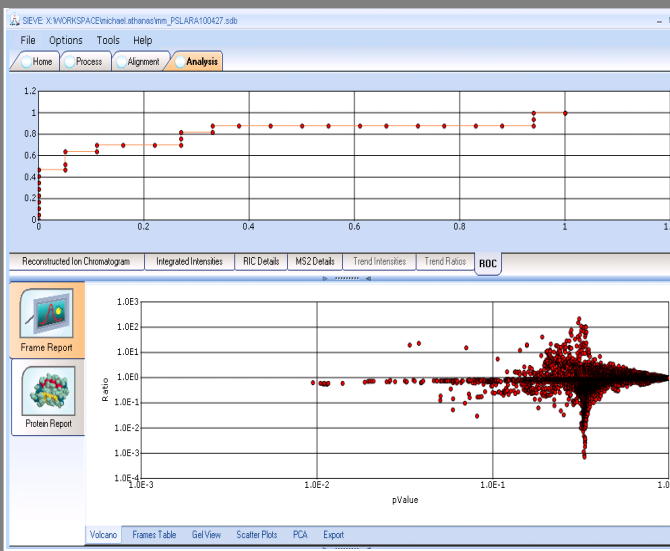 SIEVE: X:\WORKSPACE\michael.athanas\mm_PSLARA100427.sdb
File Options Tools Help
Home Process Alignment Analysis
1.2
1
0.8
0.6
0.4
0.2
0
0 0.2 0.4 0.6 0.8 1 1.
Reconstructed Ion Chromatogram Integrated Intensities RIC Details MS2 Details Trend Intensities Trend Ratios ROC
Frame Report
Protein Report
1.0E3
1.0E2
1.0E1
1.0E0
1.0E-1
1.0E-2
1.0E-3
1.0E-4
Ratio
1.0E-3 1.0E-2 1.0E-1 1.0
pValue
Volcano Frames Table Gel View Scatter Plots PCA Export